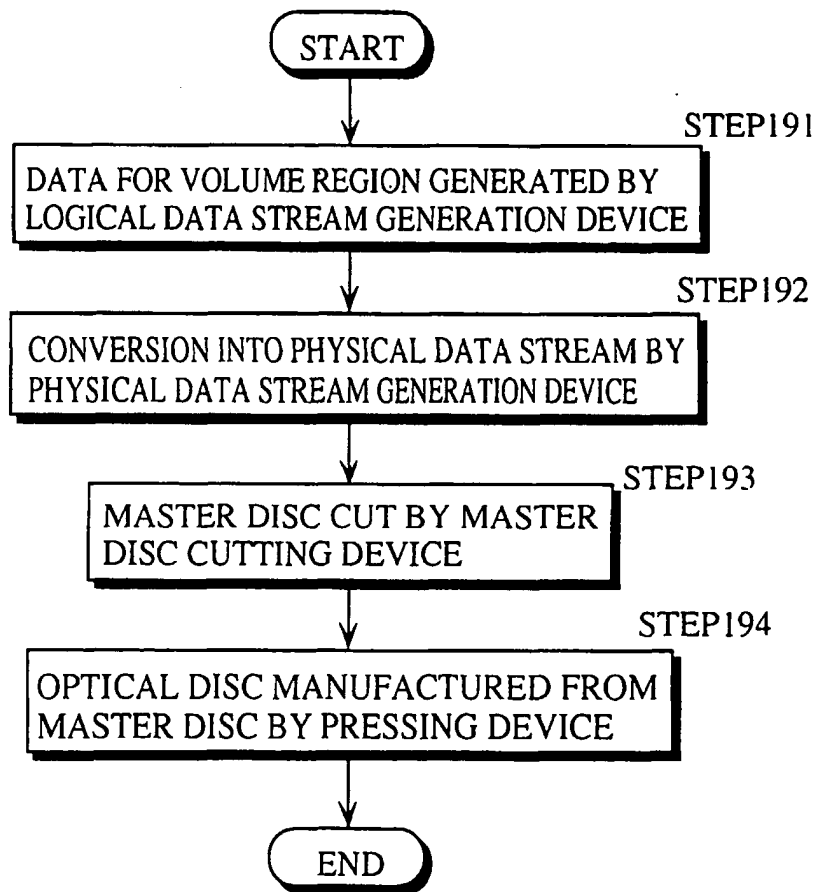 START
STEP191
DATA FOR VOLUME REGION GENERATED BY
LOGICAL DATA STREAM GENERATION DEVICE
STEP192
CONVERSION INTO PHYSICAL DATA STREAM BY
PHYSICAL DATA STREAM GENERATION DEVICE
STEP193
MASTER DISC CUT BY MASTER
DISC CUTTING DEVICE
STEP194
OPTICAL DISC MANUFACTURED FROM
MASTER DISC BY PRESSING DEVICE
END